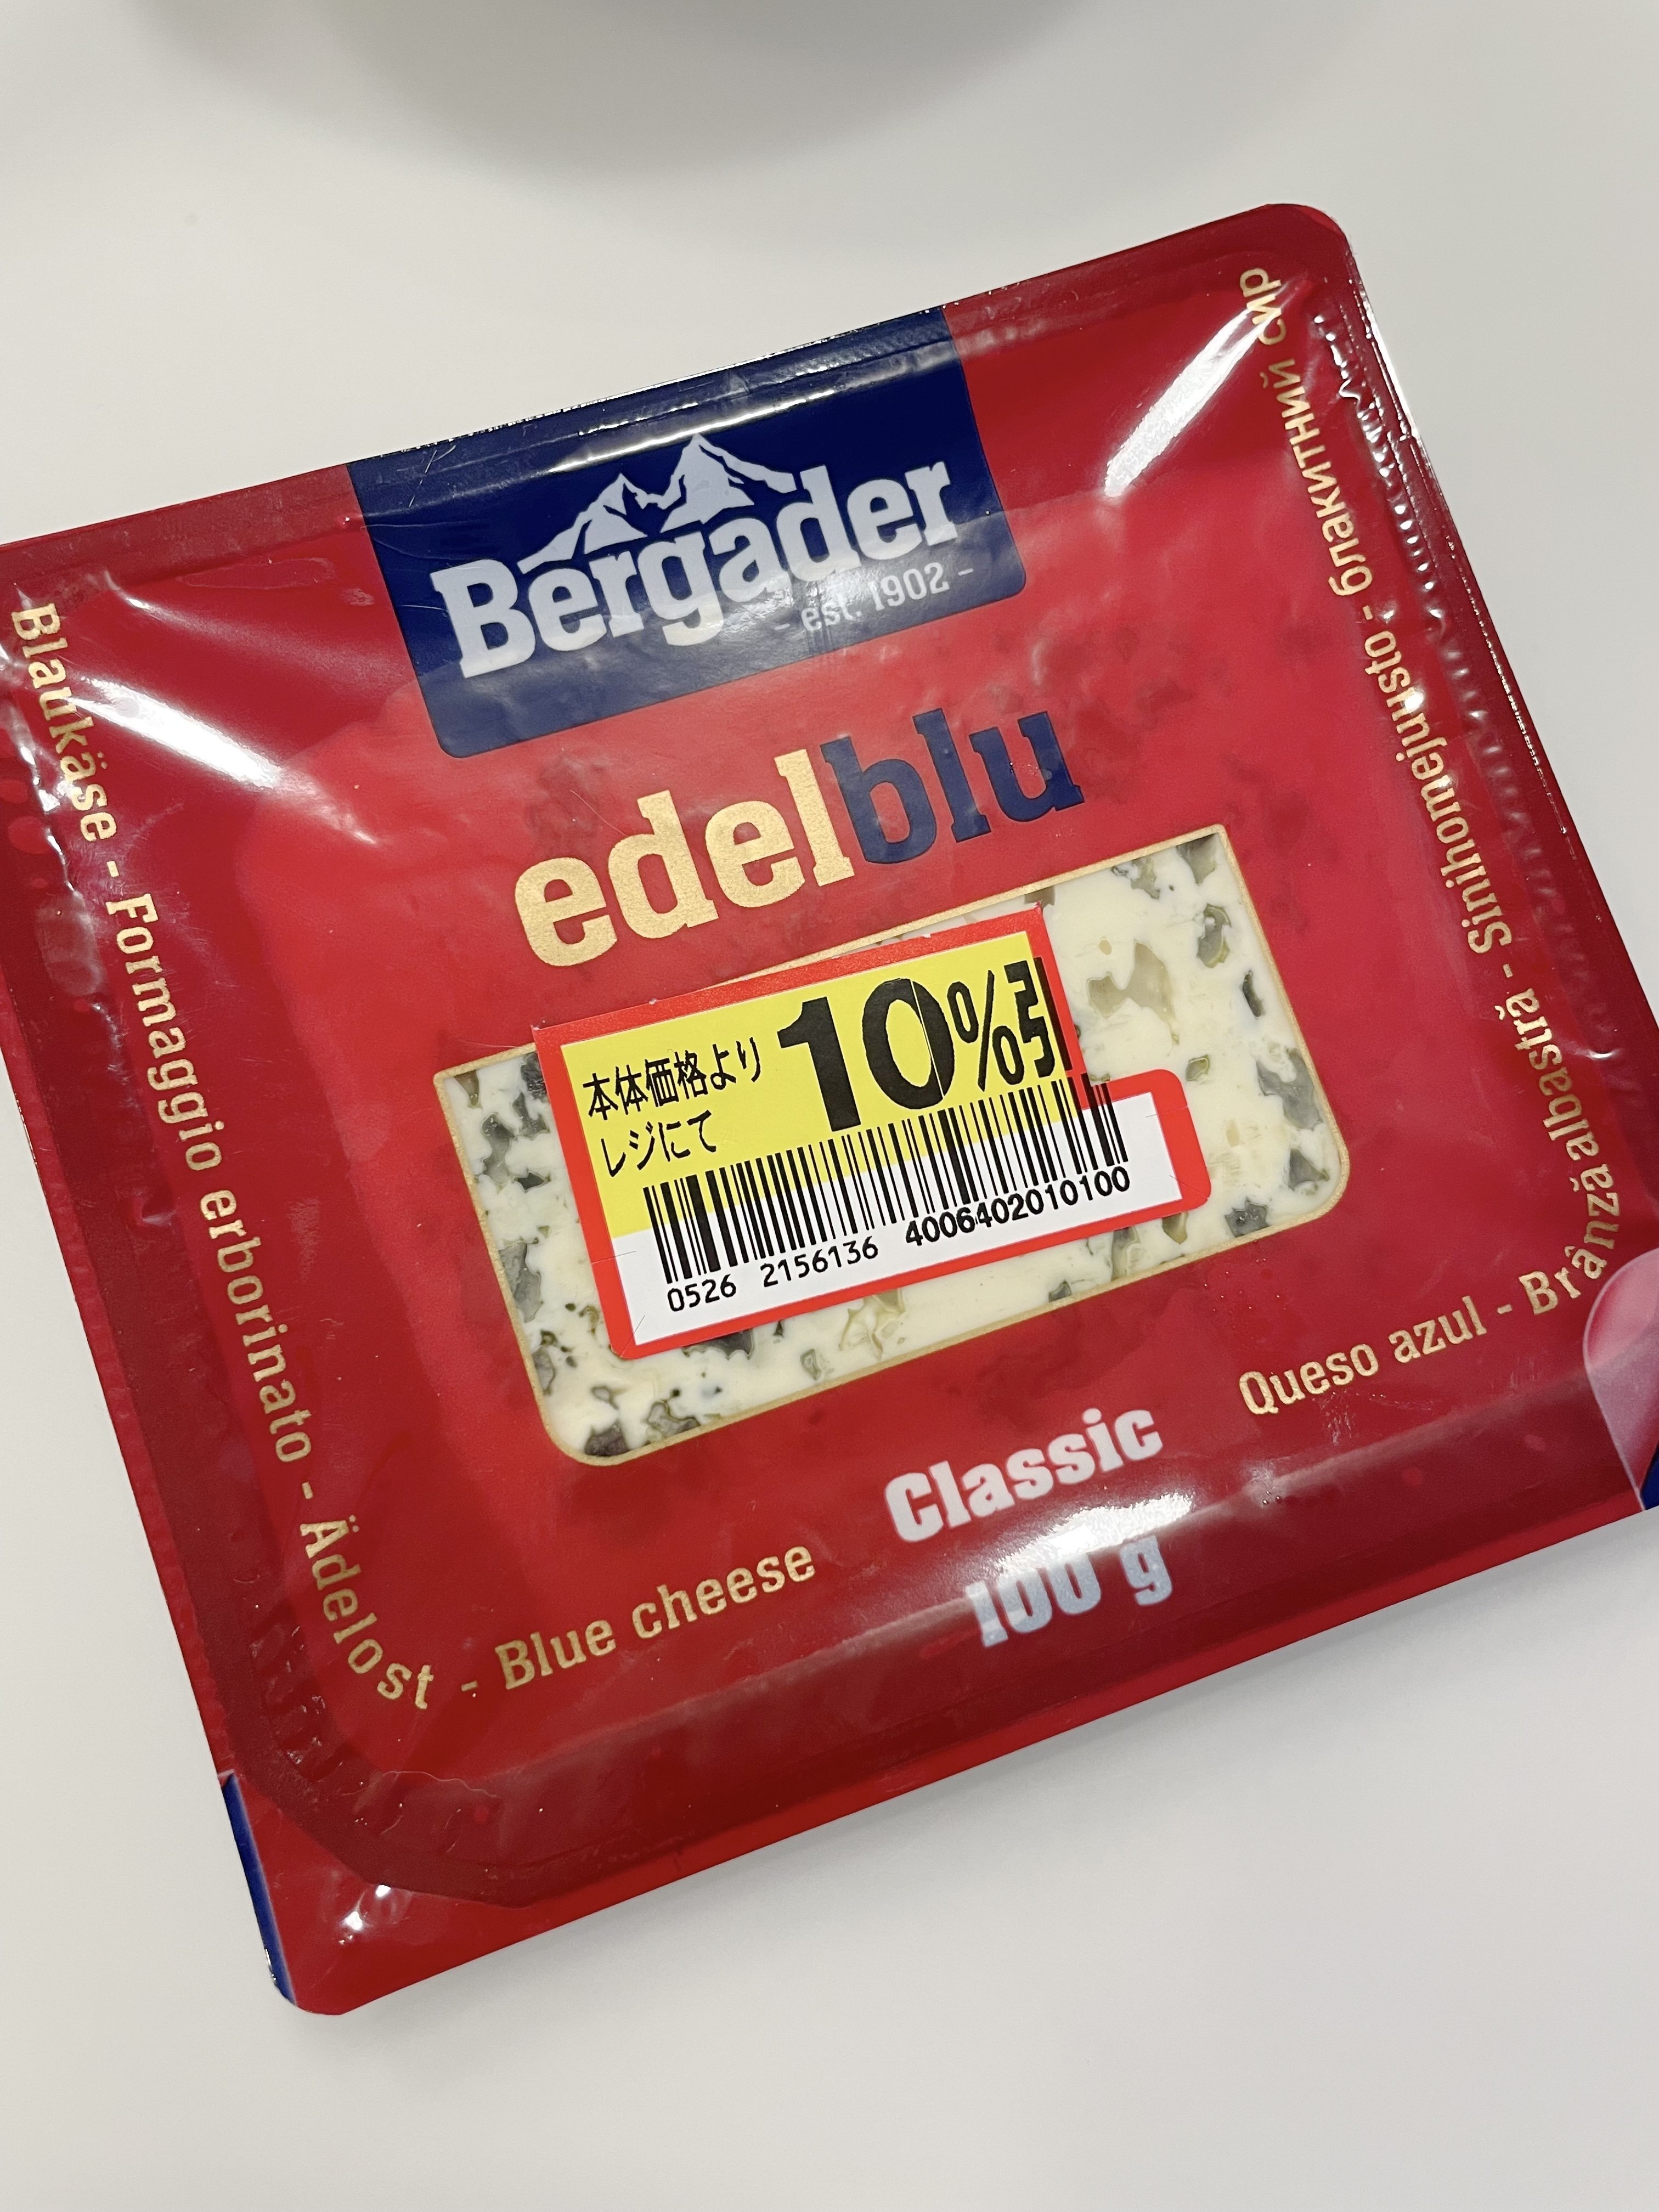 Bergader
- est. 1902 -
edelblu
本体価格より
レジにて
10%引
0526 2156136 4006402010100
Classic
100 g
Blaukäse - Formaggio erborinato - Ädelost - Blue cheese
Queso azul - Brânză albastră - Sinihomejuusto - блакитний сир